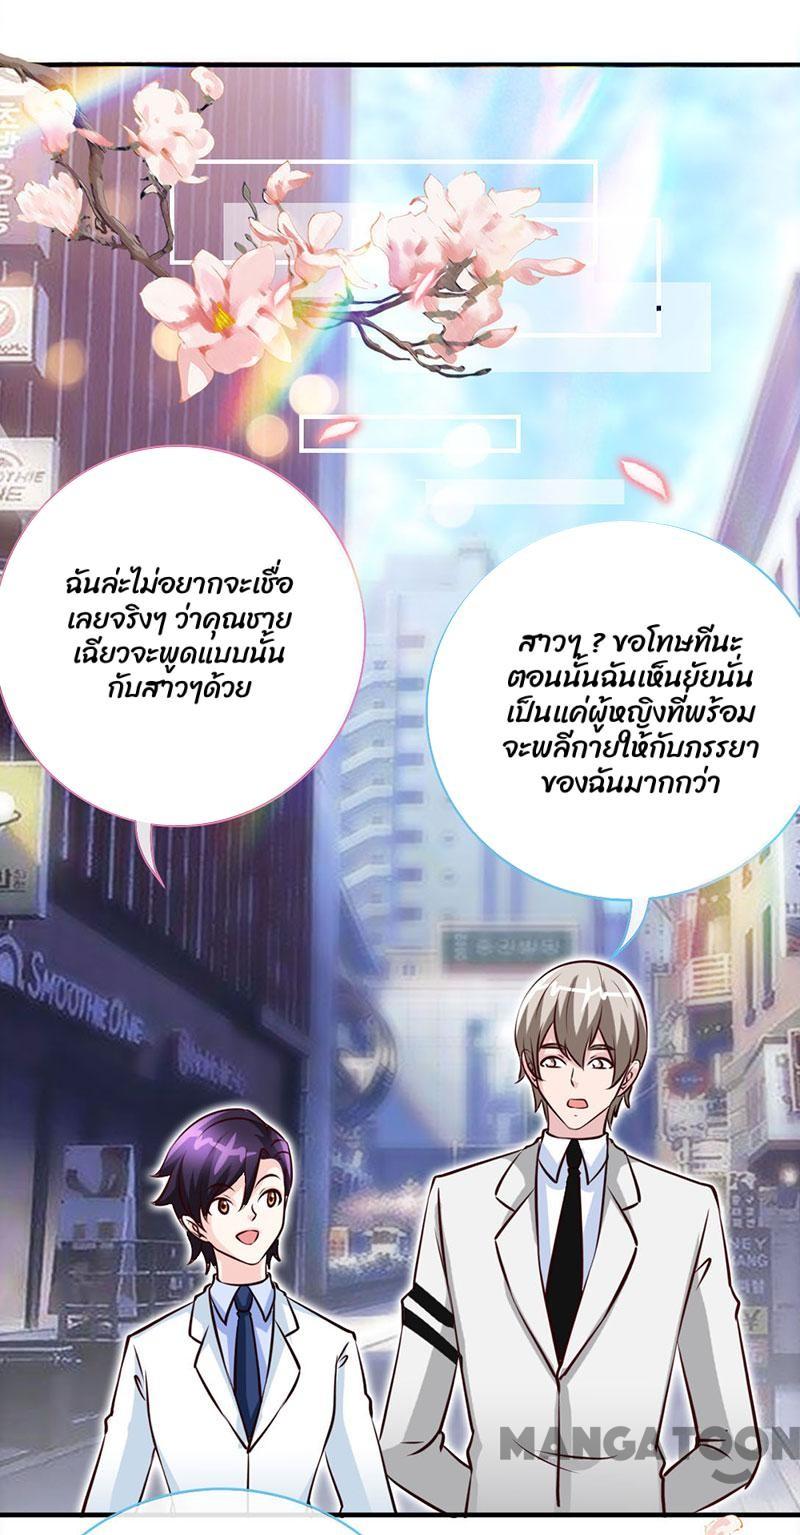 ฉันล่ะไม่อยากจะเชื่อ
เลยจริงๆ ว่าคุณชาย
เฉียวจะพูดแบบนั้น
กับสาวๆด้วย
สาวๆ ? ขอโทษทีนะ
ตอนนั้นฉันเห็นยัยนั่น
เป็นแค่ผู้หญิงที่พร้อม
จะพลีกายให้กับภรรยา
ของฉันมากกว่า
SMOOTHIE ONE
MANGATOON